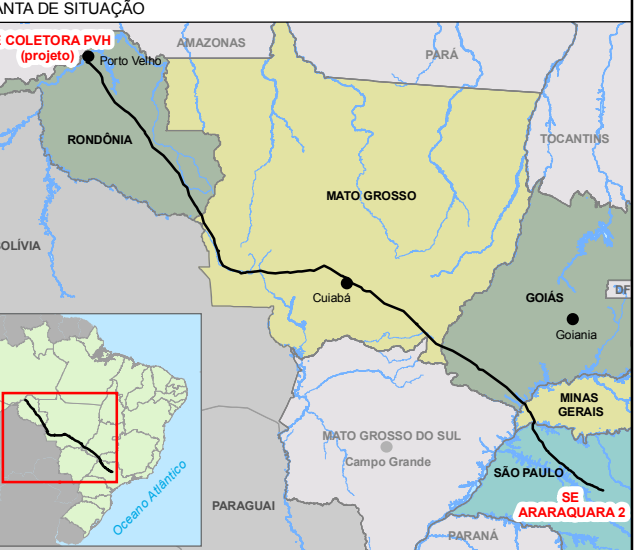 ANTA DE SITUAÇÃO
E COLETORA PVH
(projeto)
Porto Velho
AMAZONAS
PARÁ
TOCANTINS
RONDÔNIA
MATO GROSSO
OLÍVIA
Cuiabá
GOIÁS
DF
Goiania
MINAS
GERAIS
MATO GROSSO DO SUL
Campo Grande
SÃO PAULO
SE
ARARAQUARA 2
PARAGUAI
PARANÁ
Oceano Atlântico